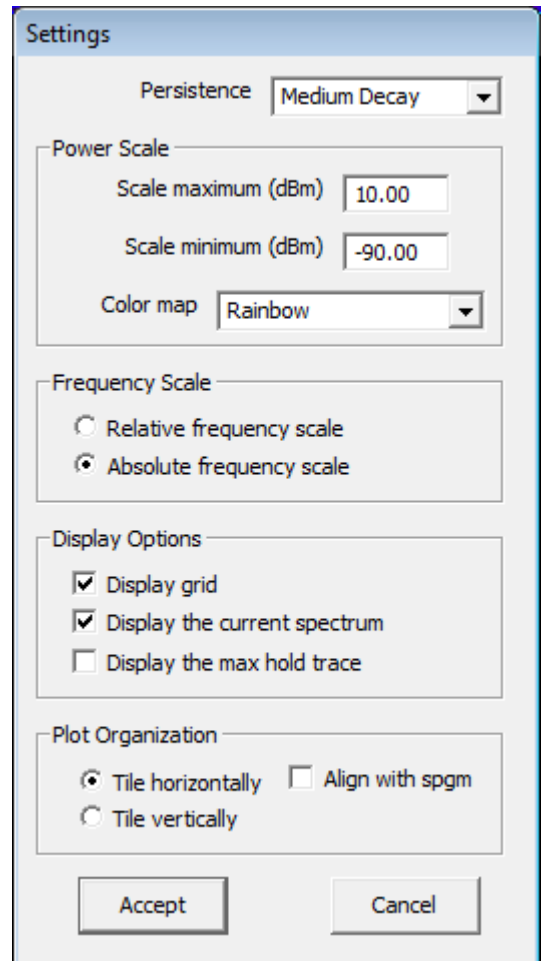 Settings
Persistence Medium Decay
Power Scale
Scale maximum (dBm) 10.00
Scale minimum (dBm) -90.00
Color map Rainbow
Frequency Scale
Relative frequency scale
Absolute frequency scale
Display Options
Display grid
Display the current spectrum
Display the max hold trace
Plot Organization
Tile horizontally Align with spgm
Tile vertically
Accept Cancel